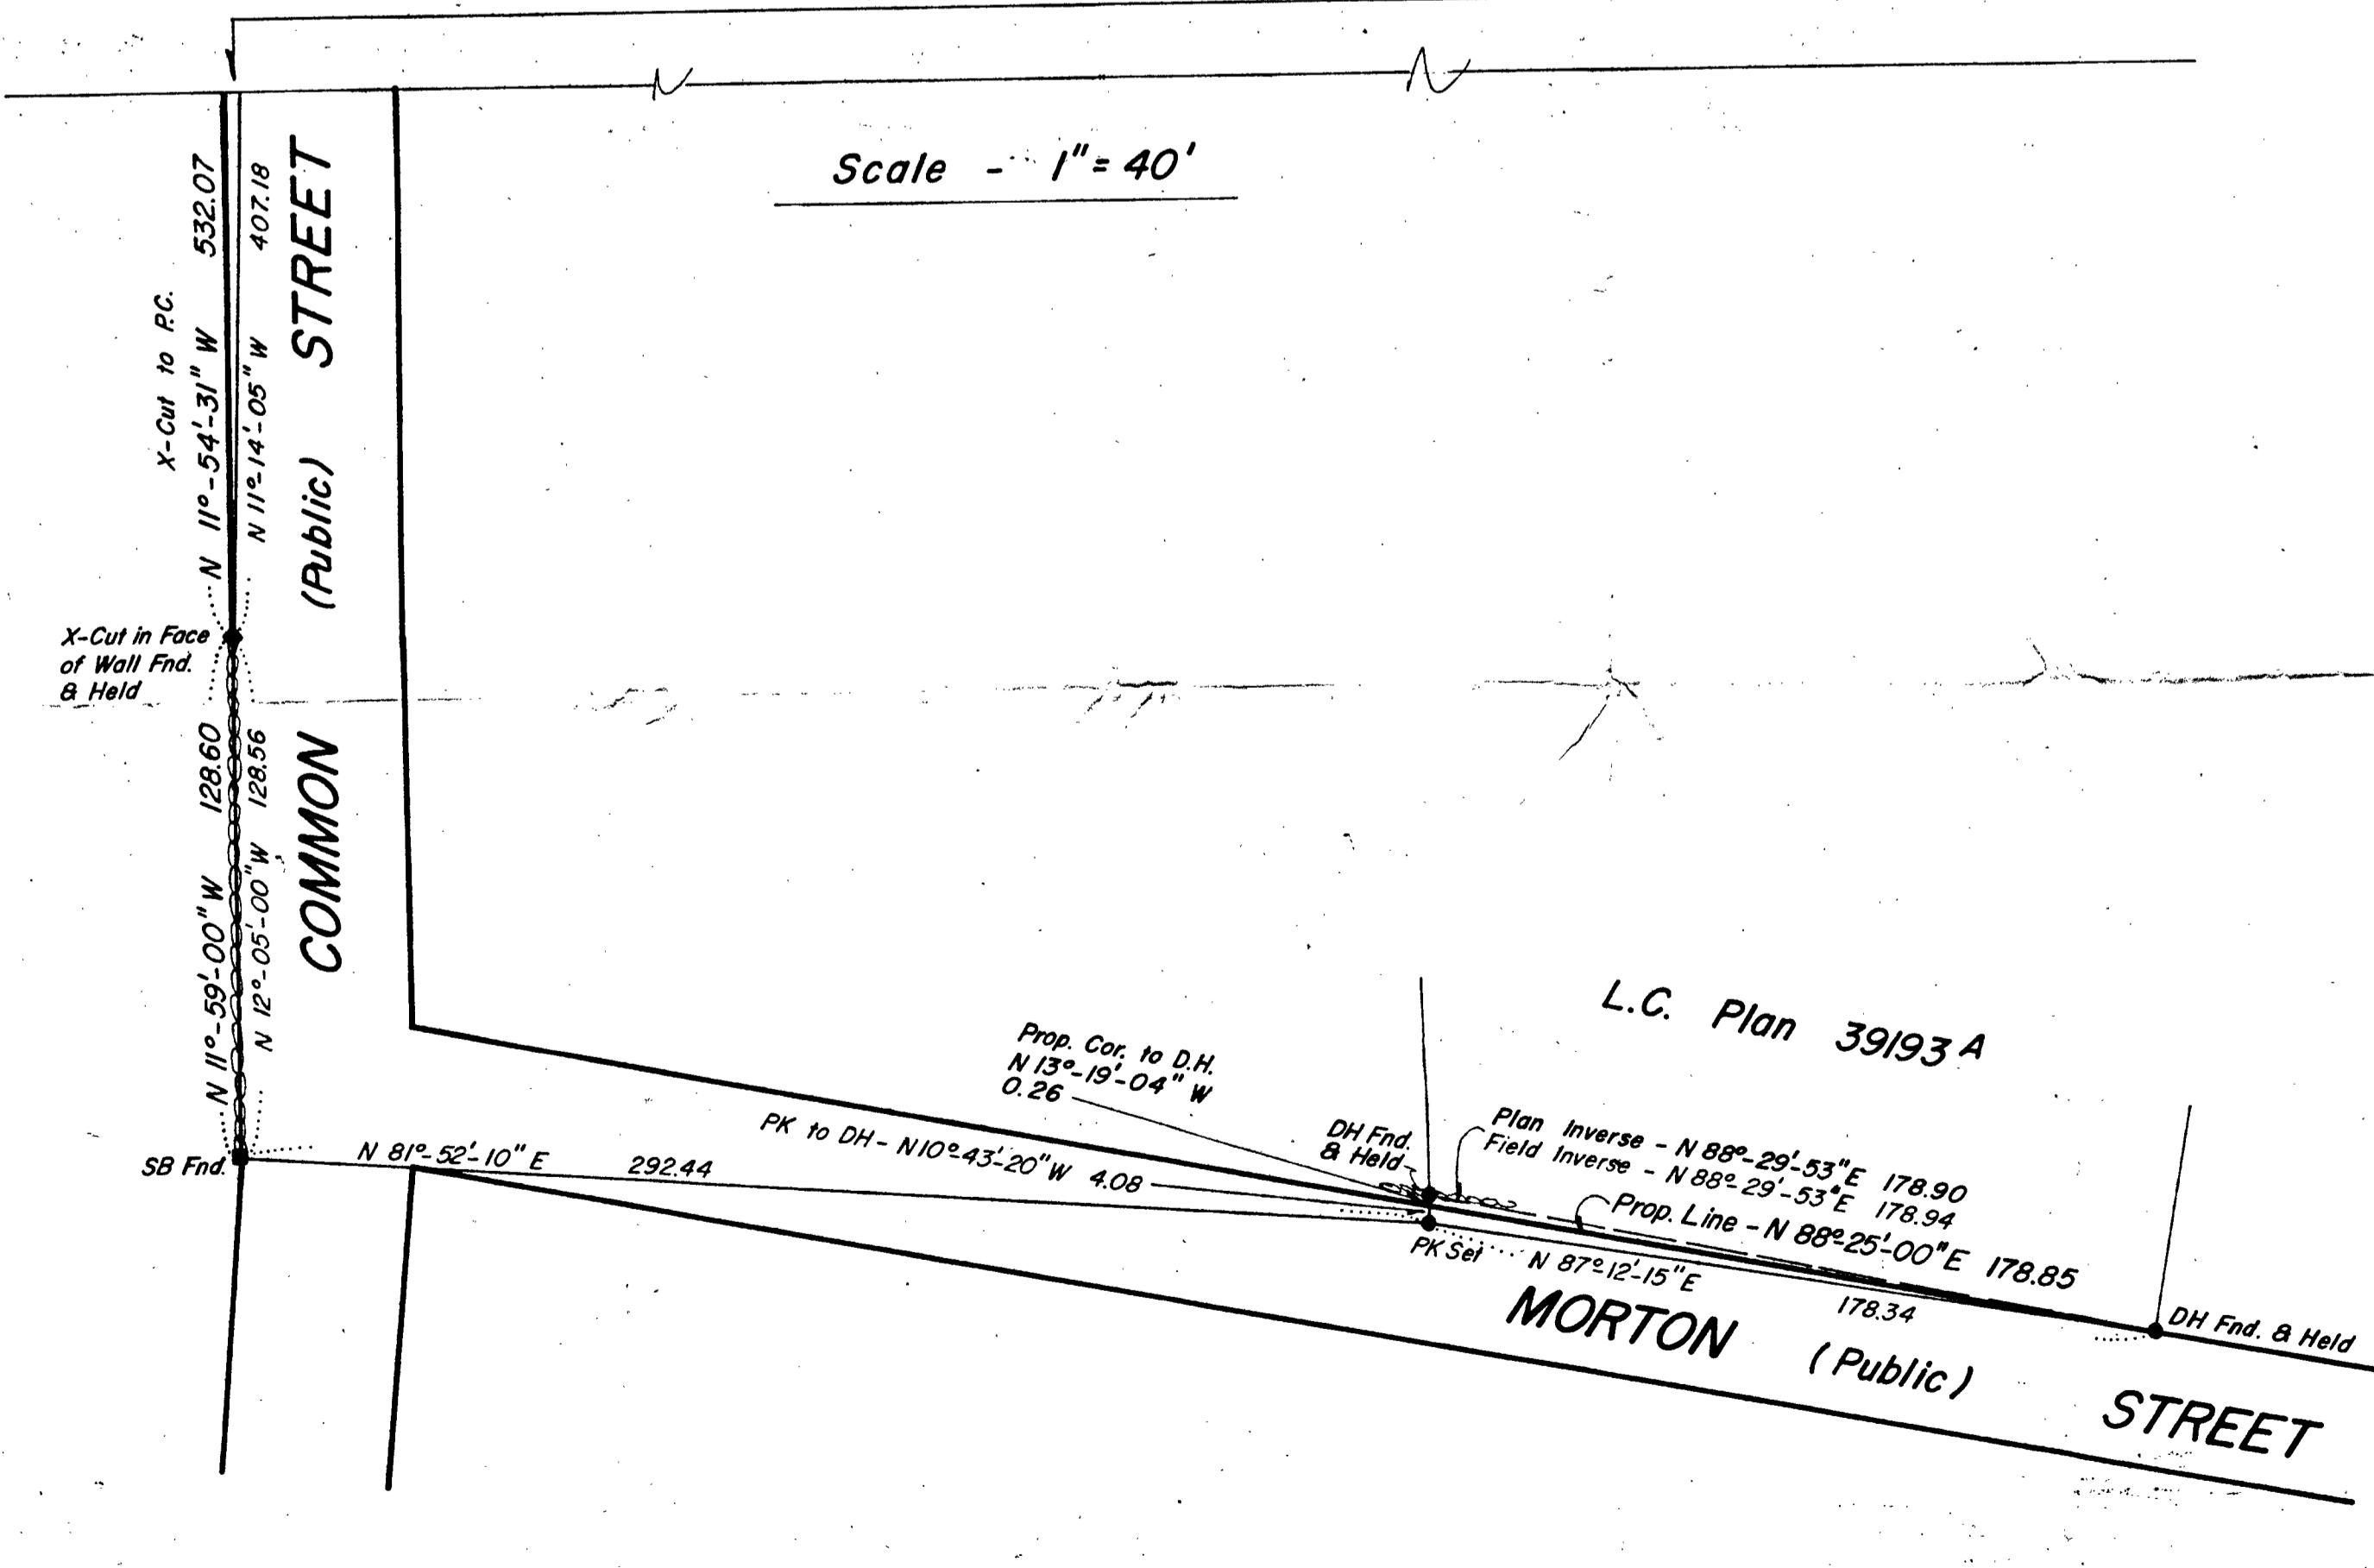 Scale - 1" = 40'
X-Cut to P.C.
N 11°-54'-31" W 532.07
N 11°-14'-05" W 407.18
COMMON (Public) STREET
X-Cut in Face
of Wall Fnd.
& Held
N 11°-59'-00" W 128.60
N 12°-05'-00" W 128.56
SB Fnd.
N 81°-52'-10" E 292.44
PK to DH - N 10°-43'-20" W 4.08
Prop. Cor. to D.H.
N 13°-19'-04" W
0.26
DH Fnd.
& Held
L.C. Plan 39193 A
Plan Inverse - N 88°-29'-53" E 178.90
Field Inverse - N 88°-29'-53" E 178.94
Prop. Line - N 88°-25'-00" E 178.85
PK Set
N 87°-12'-15" E 178.34
DH Fnd. & Held
MORTON (Public) STREET